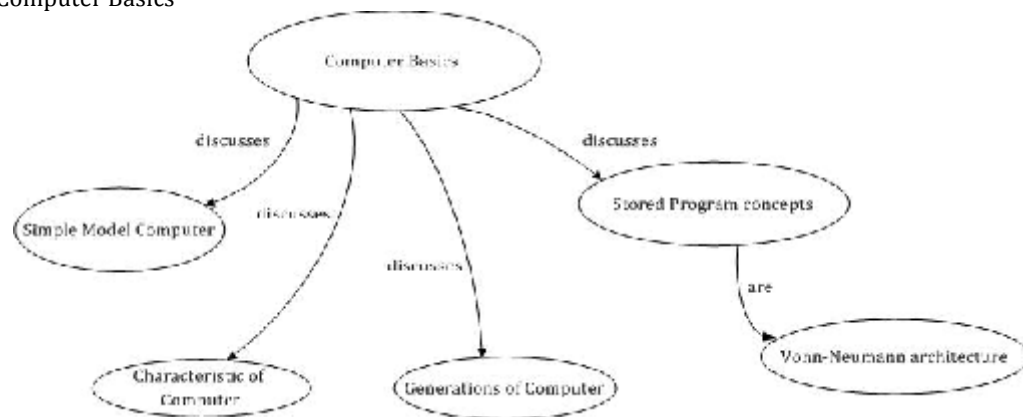 Computer Basics
Computer Basics
discusses
discusses
Stored Program concepts
Simple Model Computer
discusses
discusses
are
Vonn-Neumann architecture
Characteristic of
Computer
Generations of Computer